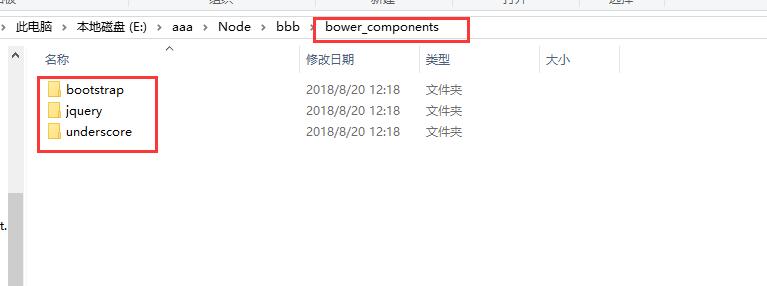 此电脑 > 本地磁盘 (E:) > aaa > Node > bbb > bower_components
名称 修改日期 类型 大小
bootstrap 2018/8/20 12:18 文件夹
jquery 2018/8/20 12:18 文件夹
underscore 2018/8/20 12:18 文件夹
t.